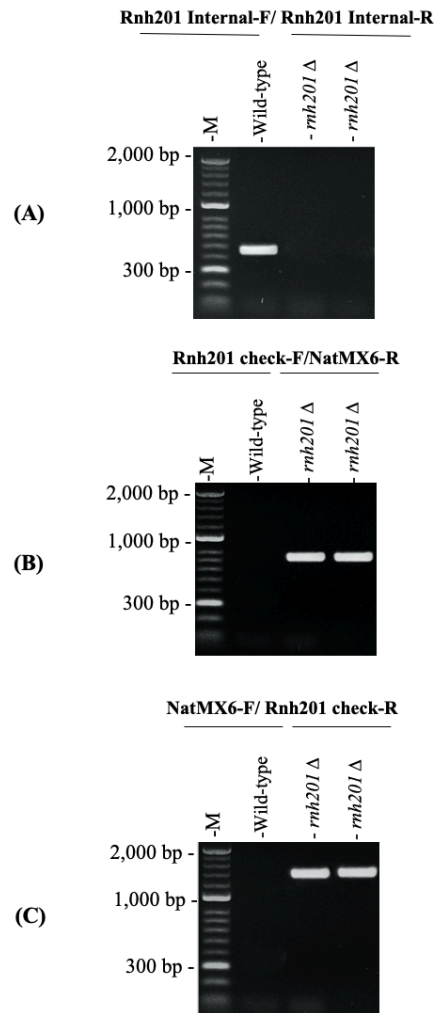 Rnh201 Internal-F/ Rnh201 Internal-R
-M
-Wild-type
- rnh201 Δ
- rnh201 Δ
2,000 bp -
1,000 bp -
(A)
300 bp -
Rnh201 check-F/NatMX6-R
-M
-Wild-type
- rnh201 Δ
- rnh201 Δ
2,000 bp -
1,000 bp -
(B)
300 bp -
NatMX6-F/ Rnh201 check-R
-M
-Wild-type
- rnh201 Δ
- rnh201 Δ
2,000 bp -
1,000 bp -
(C)
300 bp -